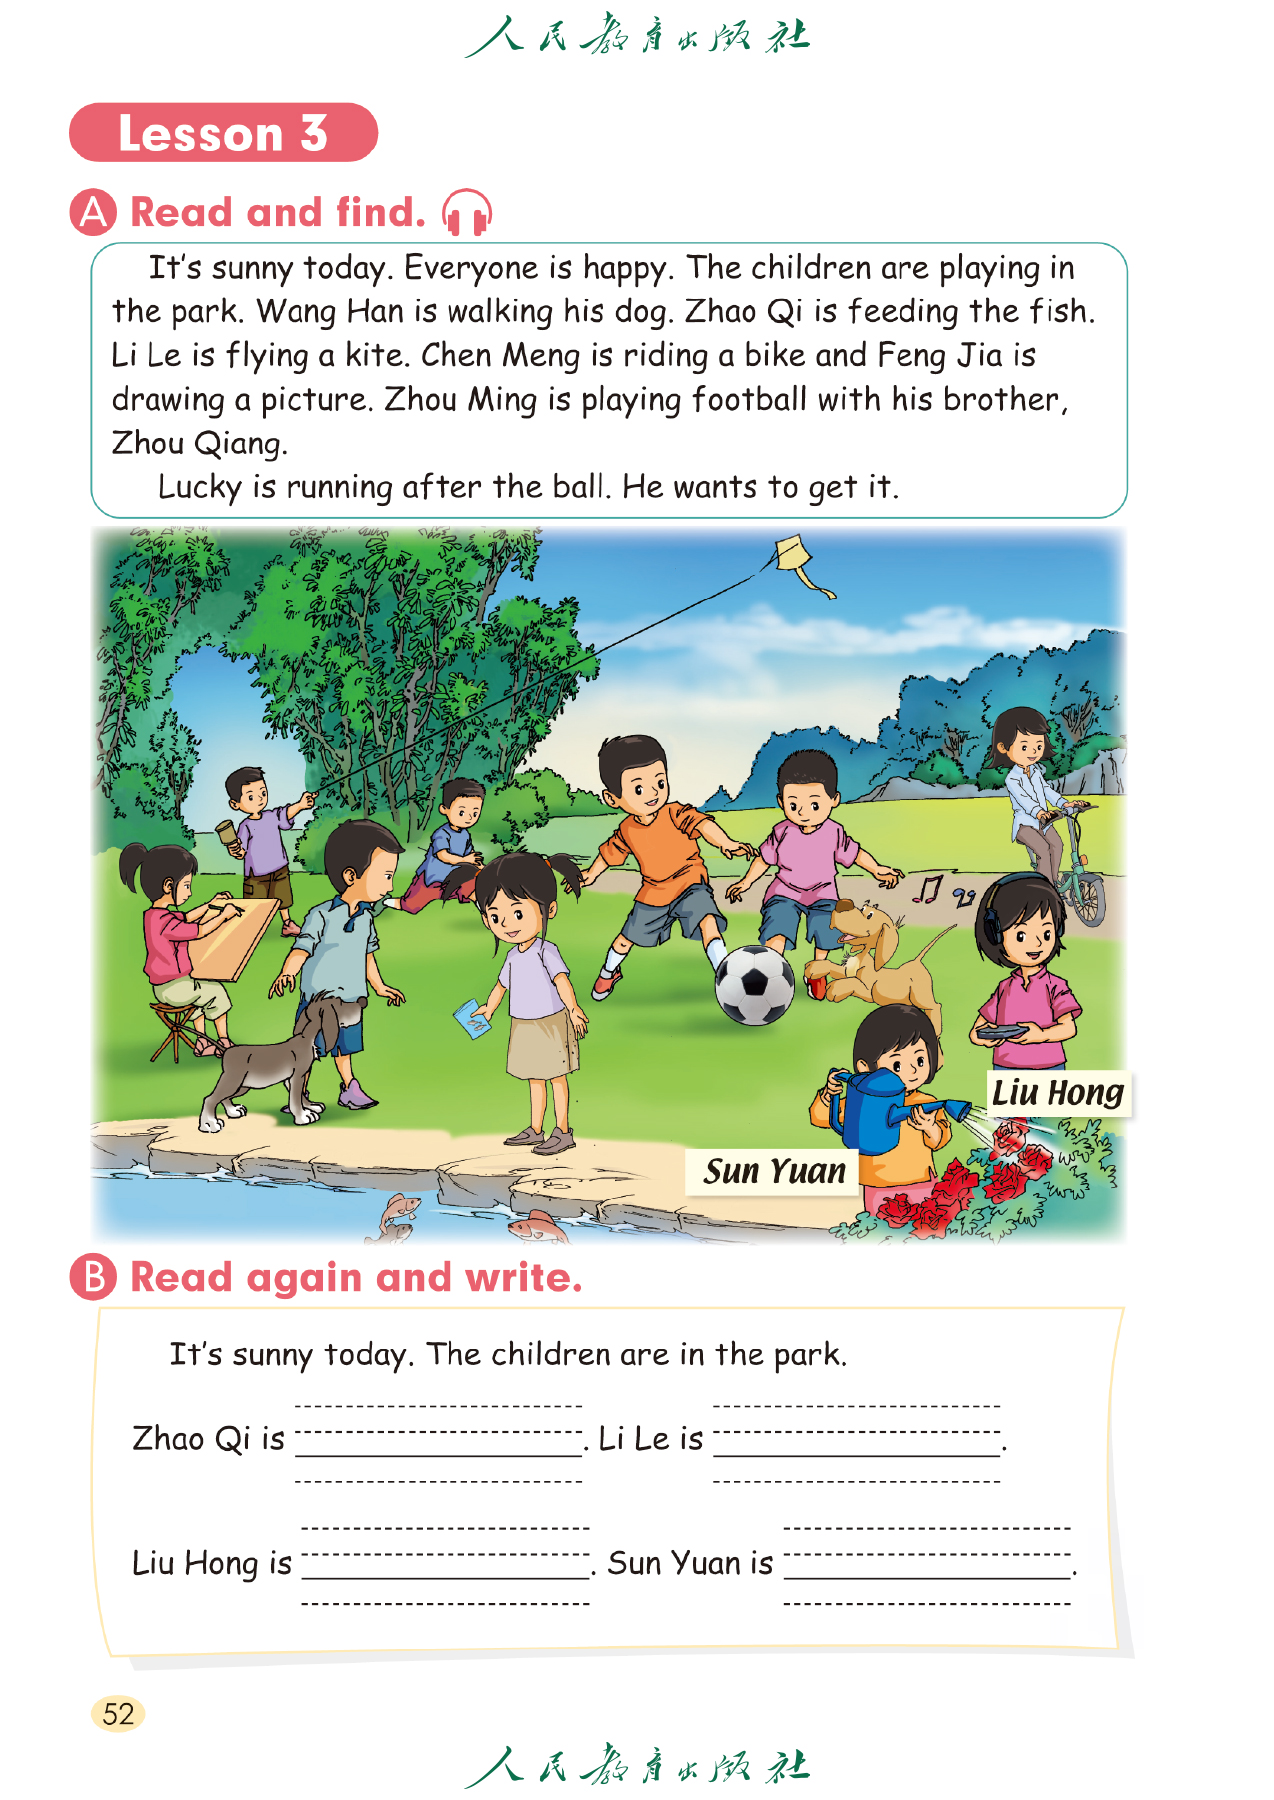 人民教育出版社
Lesson 3
A Read and find.
It's sunny today. Everyone is happy. The children are playing in
the park. Wang Han is walking his dog. Zhao Qi is feeding the fish.
Li Le is flying a kite. Chen Meng is riding a bike and Feng Jia is
drawing a picture. Zhou Ming is playing football with his brother,
Zhou Qiang.
Lucky is running after the ball. He wants to get it.
Liu Hong
Sun Yuan
B Read again and write.
It's sunny today. The children are in the park.
Zhao Qi is . Li Le is .
Liu Hong is . Sun Yuan is .
52
人民教育出版社